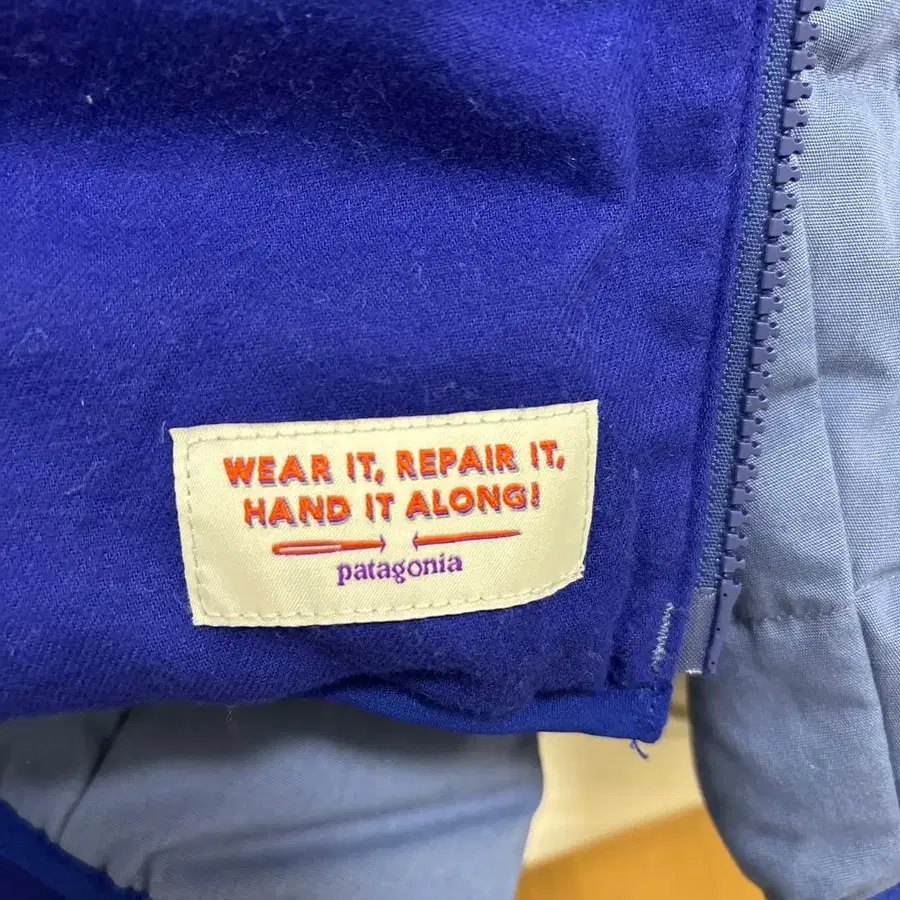 WEAR IT, REPAIR IT,
HAND IT ALONG!
patagonia